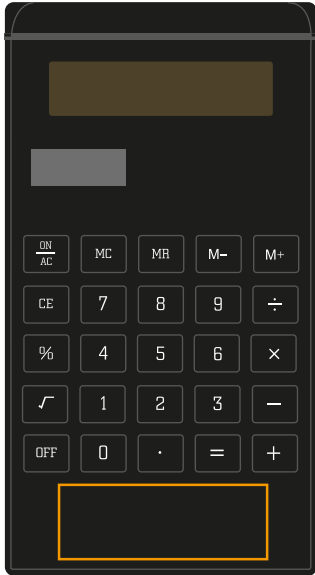 ON
AC MC MR M- M+
CE 7 8 9 ÷
% 4 5 6 ×
√ 1 2 3 −
OFF 0 · = +